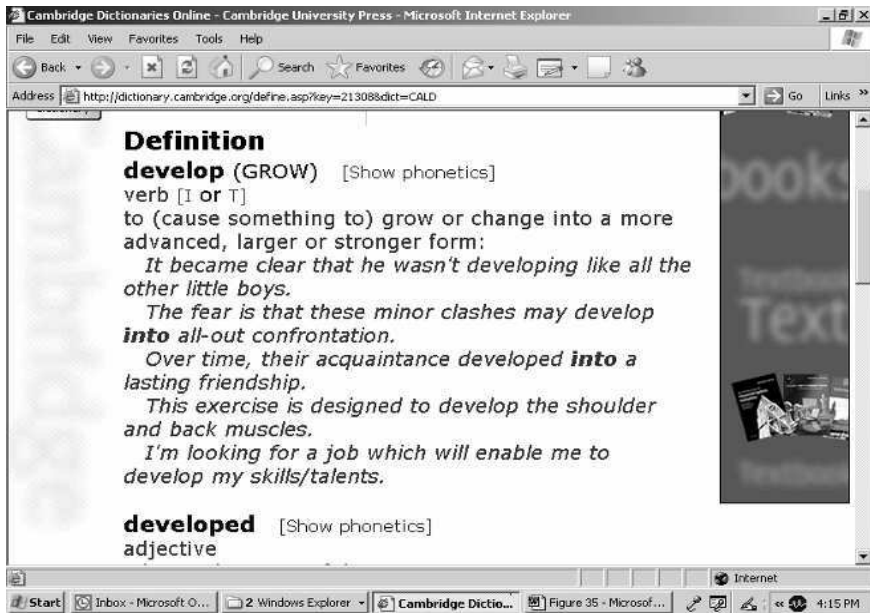 Cambridge Dictionaries Online - Cambridge University Press - Microsoft Internet Explorer
File Edit View Favorites Tools Help
Back Search Favorites
Address http://dictionary.cambridge.org/define.asp?key=21308&dict=CALD Go Links »
Definition
develop (GROW) [Show phonetics]
verb [I or T]
to (cause something to) grow or change into a more
advanced, larger or stronger form:
It became clear that he wasn't developing like all the
other little boys.
The fear is that these minor clashes may develop
into all-out confrontation.
Over time, their acquaintance developed into a
lasting friendship.
This exercise is designed to develop the shoulder
and back muscles.
I'm looking for a job which will enable me to
develop my skills/talents.
developed [Show phonetics]
adjective
books
Textbook
Text
Cambridge
Internet
Start Inbox - Microsoft O... 2 Windows Explorer Cambridge Dictio... Figure 35 - Microsof... « 4:15 PM